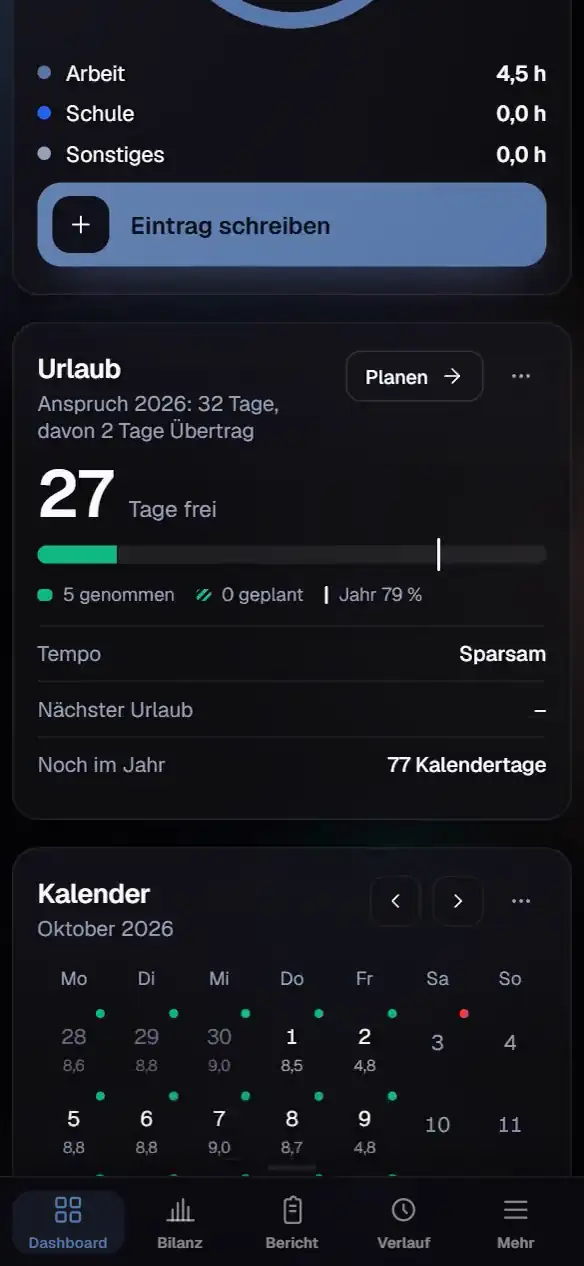 Arbeit 4,5 h
Schule 0,0 h
Sonstiges 0,0 h
Eintrag schreiben
Urlaub
Planen
Anspruch 2026: 32 Tage,
davon 2 Tage Übertrag
27 Tage frei
5 genommen 0 geplant Jahr 79 %
Tempo Sparsam
Nächster Urlaub –
Noch im Jahr 77 Kalendertage
Kalender
Oktober 2026
Mo Di Mi Do Fr Sa So
28 29 30 1 2 3 4
8,6 8,8 9,0 8,5 4,8
5 6 7 8 9 10 11
8,8 8,8 9,0 8,7 4,8
Dashboard Bilanz Bericht Verlauf Mehr